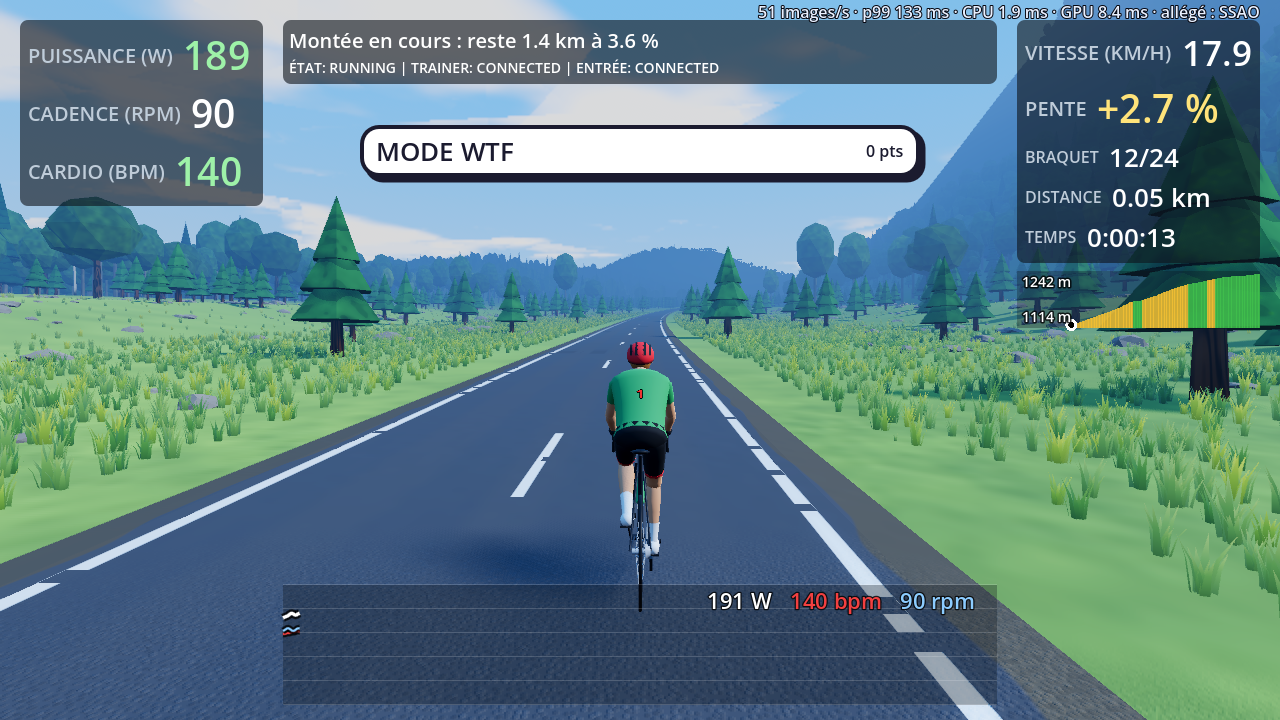 51 images/s · p99 133 ms · CPU 1.9 ms · GPU 8.4 ms · allégé : SSAO
PUISSANCE (W) 189
CADENCE (RPM) 90
CARDIO (BPM) 140
Montée en cours : reste 1.4 km à 3.6 %
ÉTAT: RUNNING | TRAINER: CONNECTED | ENTRÉE: CONNECTED
MODE WTF 0 pts
VITESSE (KM/H) 17.9
PENTE +2.7 %
BRAQUET 12/24
DISTANCE 0.05 km
TEMPS 0:00:13
1242 m
1114 m
1
191 W 140 bpm 90 rpm